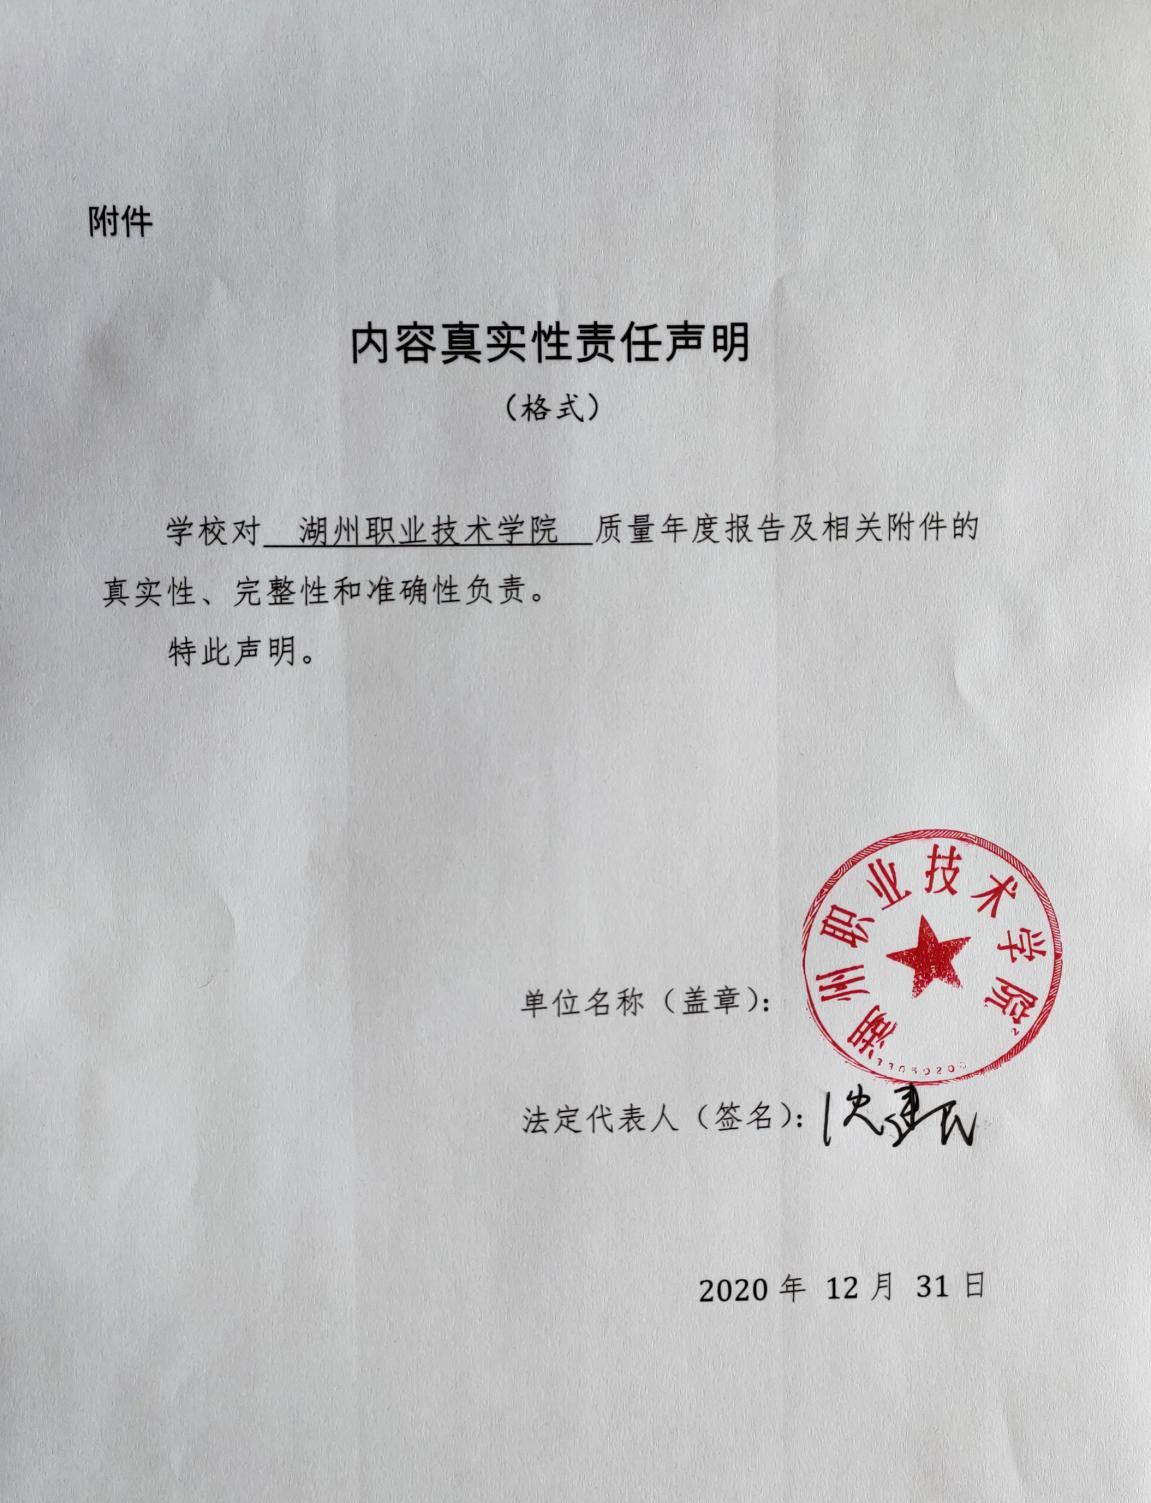 附件
内容真实性责任声明
（格式）
学校对 湖州职业技术学院 质量年度报告及相关附件的
真实性、完整性和准确性负责。
特此声明。
湖州职业技术学院
单位名称（盖章）：
法定代表人（签名）：沈建民
2020 年 12 月 31 日